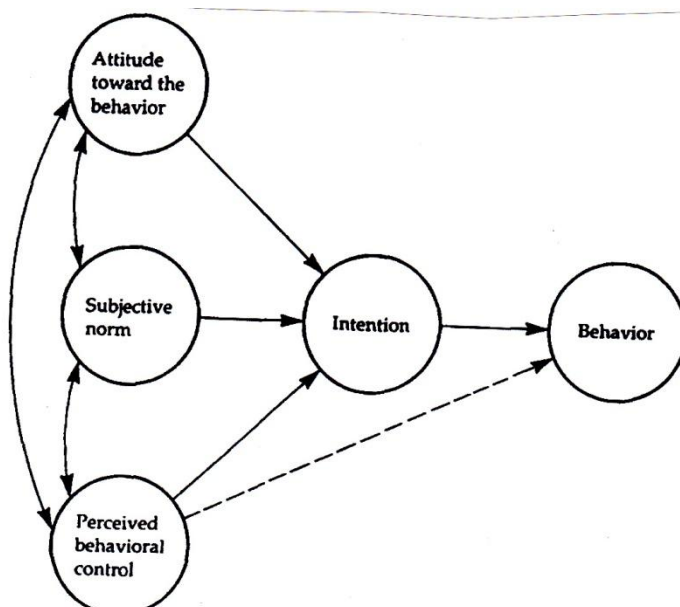 Attitude
toward the
behavior
Subjective
norm
Intention
Behavior
Perceived
behavioral
control